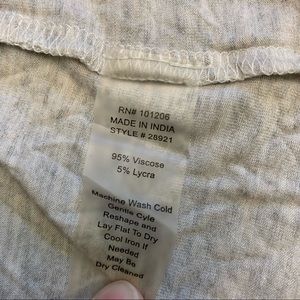 RN# 101206
MADE IN INDIA
STYLE # 28921
95% Viscose
5% Lycra
Machine Wash Cold
Gentle Cyle
Reshape and
Lay Flat To Dry
Cool Iron If
Needed
May Be
Dry Cleaned